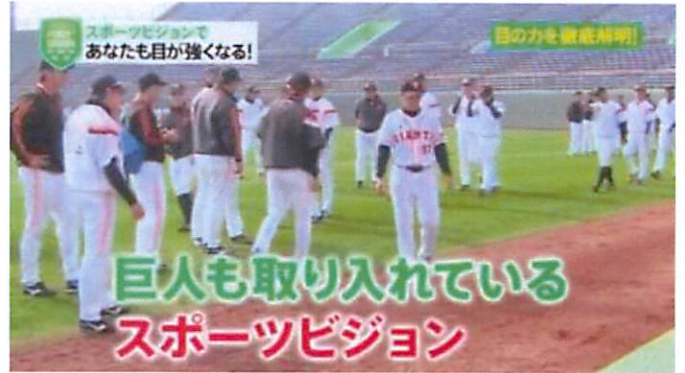 スポーツビジョンで
あなたも目が強くなる!
目の力を徹底解明!
GIANTS
巨人も取り入れている
スポーツビジョン